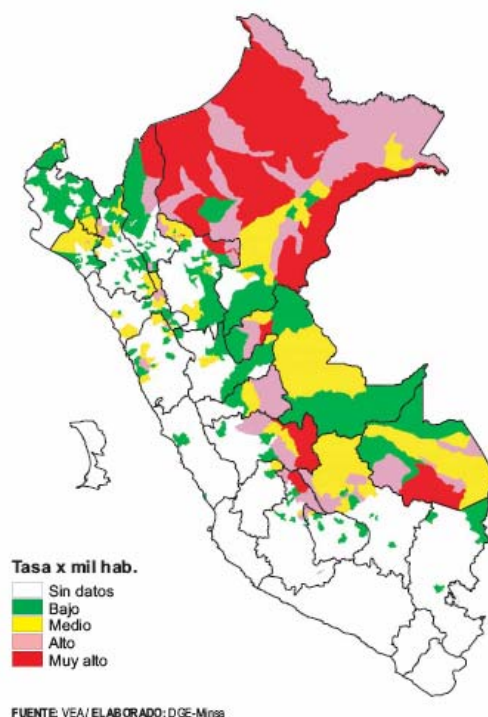 Tasa x mil hab.
Sin datos
Bajo
Medio
Alto
Muy alto
FUENTE: VEA/ ELABORADO: DGE-Minsa